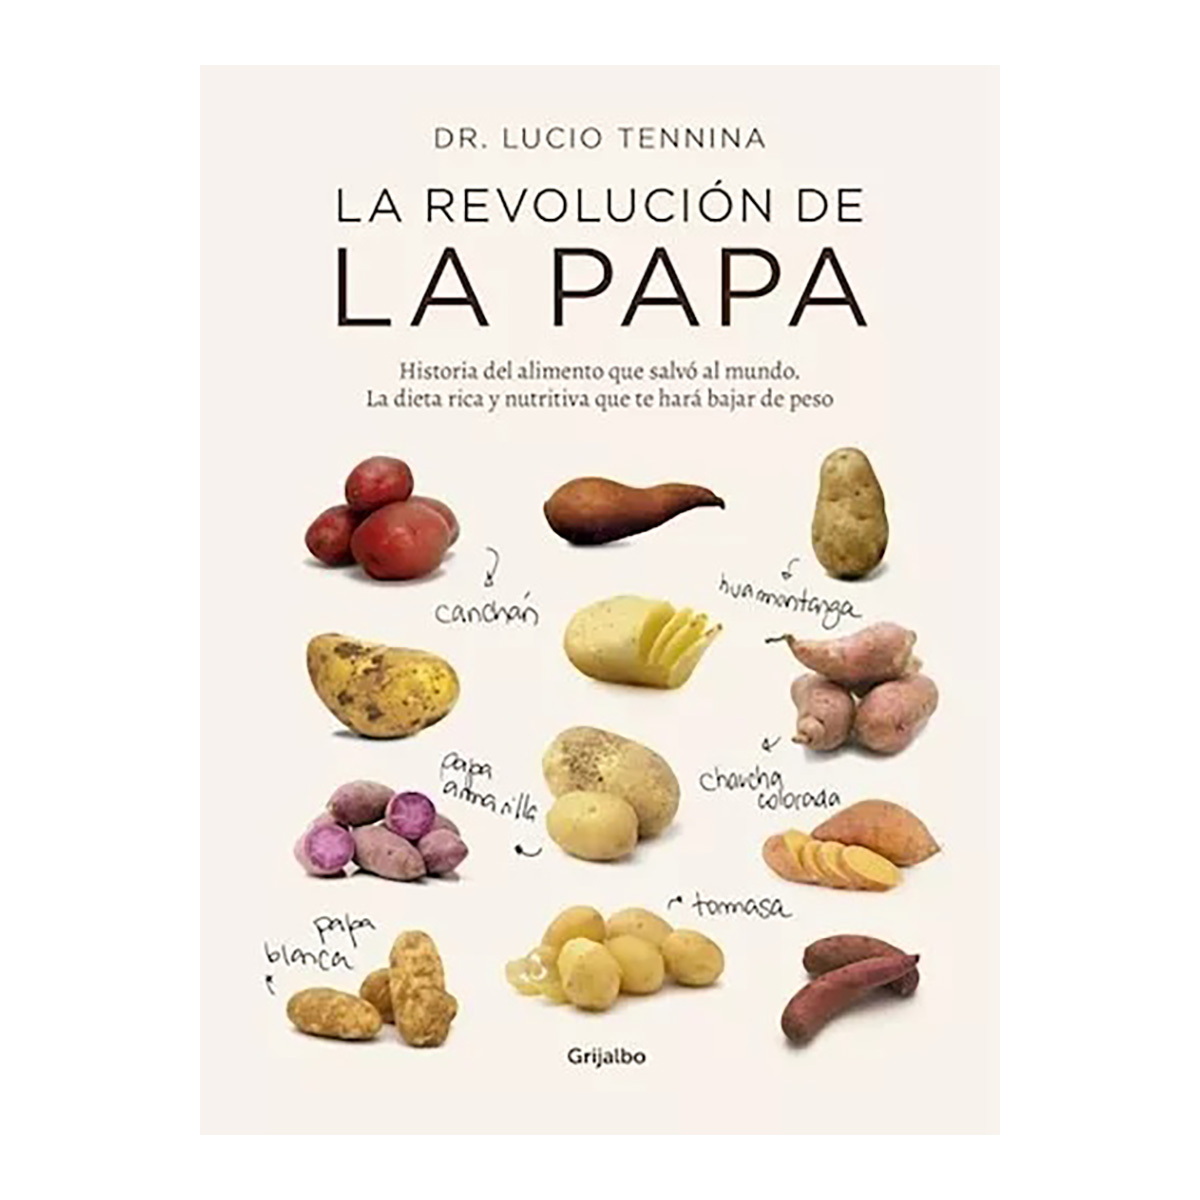 DR. LUCIO TENNINA
LA REVOLUCIÓN DE
LA PAPA
Historia del alimento que salvó al mundo.
La dieta rica y nutritiva que te hará bajar de peso
canchán
huamantanga
papa
amarilla
chaucha
colorada
tomasa
papa
blanca
Grijalbo